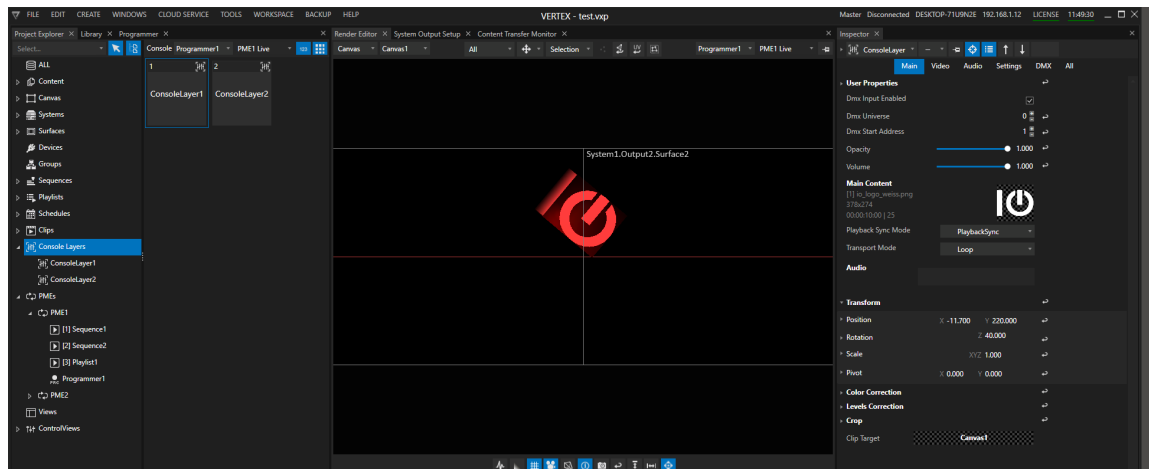 FILE EDIT CREATE WINDOWS CLOUD SERVICE TOOLS WORKSPACE BACKUP HELP VERTEX - test.vxp Master Disconnected DESKTOP-71U9N2E 192.168.1.12 LICENSE 11:49:30
Project Explorer × Library × Programmer × Render Editor × System Output Setup × Content Transfer Monitor × Inspector ×
Select... Console Programmer1 PME1 Live 123 Canvas Canvas1 All Selection UV Programmer1 PME1 Live ConsoleLayer
Main Video Audio Settings DMX All
ALL
Content
Canvas
Systems
Surfaces
Devices
Groups
Sequences
Playlists
Schedules
Clips
Console Layers
ConsoleLayer1
ConsoleLayer2
PMEs
PME1
[1] Sequence1
[2] Sequence2
[3] Playlist1
Programmer1
PME2
Views
ControlViews
1 2
ConsoleLayer1 ConsoleLayer2
System1.Output2.Surface2
User Properties
Dmx Input Enabled
Dmx Universe 0
Dmx Start Address 1
Opacity 1.000
Volume 1.000
Main Content
[1] io_logo_weiss.png
378x274
00:00:10:00 | 25
Playback Sync Mode PlaybackSync
Transport Mode Loop
Audio
Transform
Position X -11.700 Y 220.000
Rotation Z 40.000
Scale XYZ 1.000
Pivot X 0.000 Y 0.000
Color Correction
Levels Correction
Crop
Clip Target Canvas1